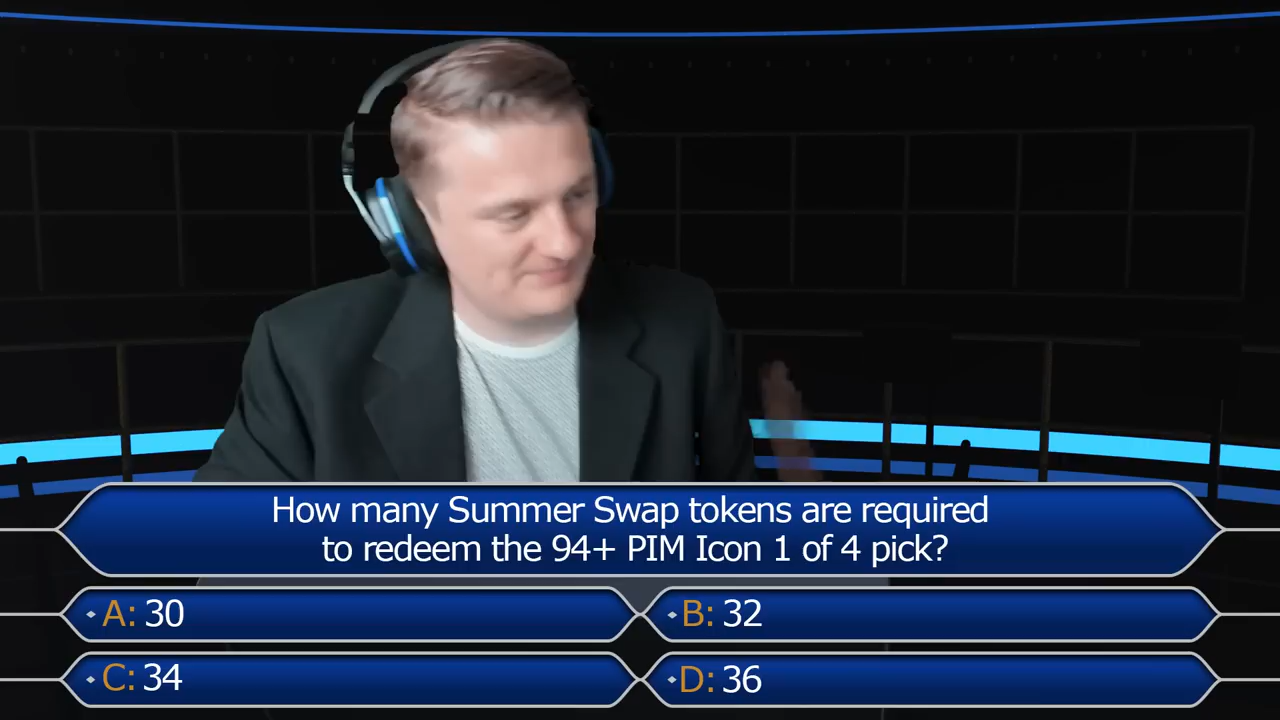 How many Summer Swap tokens are required
to redeem the 94+ PIM Icon 1 of 4 pick?
A: 30
B: 32
C: 34
D: 36